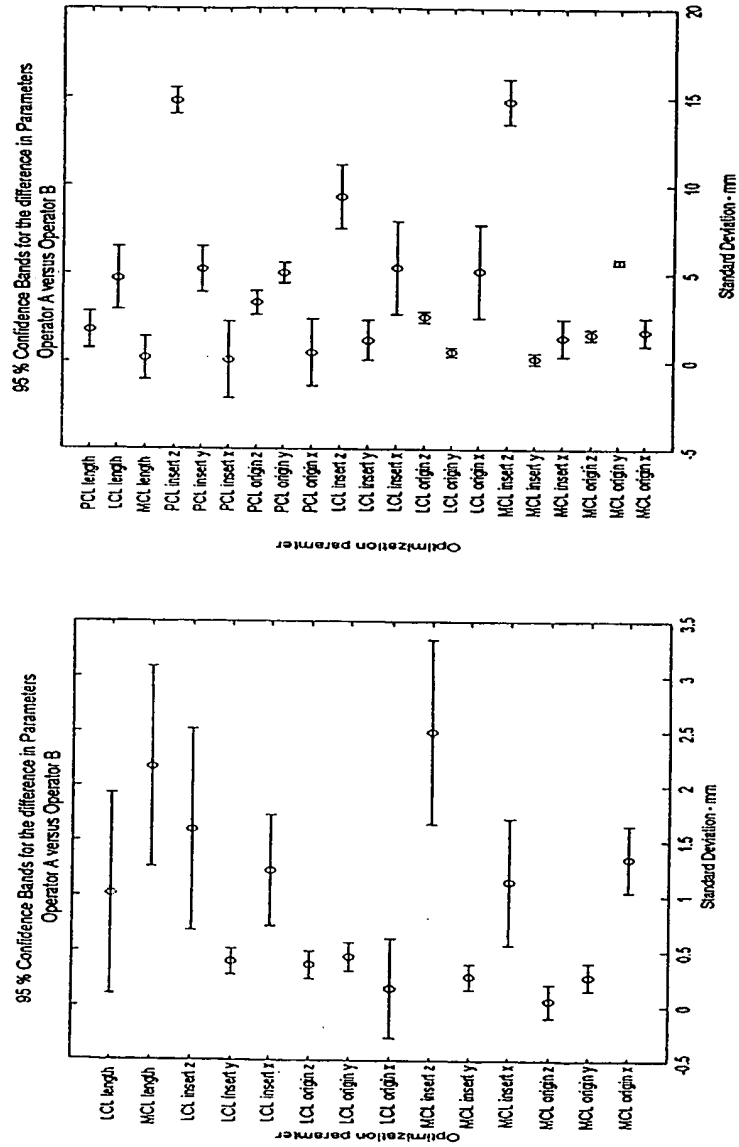 95 % Confidence Bands for the difference in Parameters
Operator A versus Operator B
LCL length
MCL length
LCL insert z
LCL insert y
LCL insert x
LCL origin z
LCL origin y
LCL origin x
MCL insert z
MCL insert y
MCL insert x
MCL origin z
MCL origin y
MCL origin x
Optimization paramter
-0.5 0 0.5 1 1.5 2 2.5 3 3.5
Standard Deviation - mm
95 % Confidence Bands for the difference in Parameters
Operator A versus Operator B
PCL length
LCL length
MCL length
PCL insert z
PCL insert y
PCL insert x
PCL origin z
PCL origin y
PCL origin x
LCL insert z
LCL insert y
LCL insert x
LCL origin z
LCL origin y
LCL origin x
MCL insert z
MCL insert y
MCL insert x
MCL origin z
MCL origin y
MCL origin x
Optimization paramter
-5 0 5 10 15 20
Standard Deviation - mm